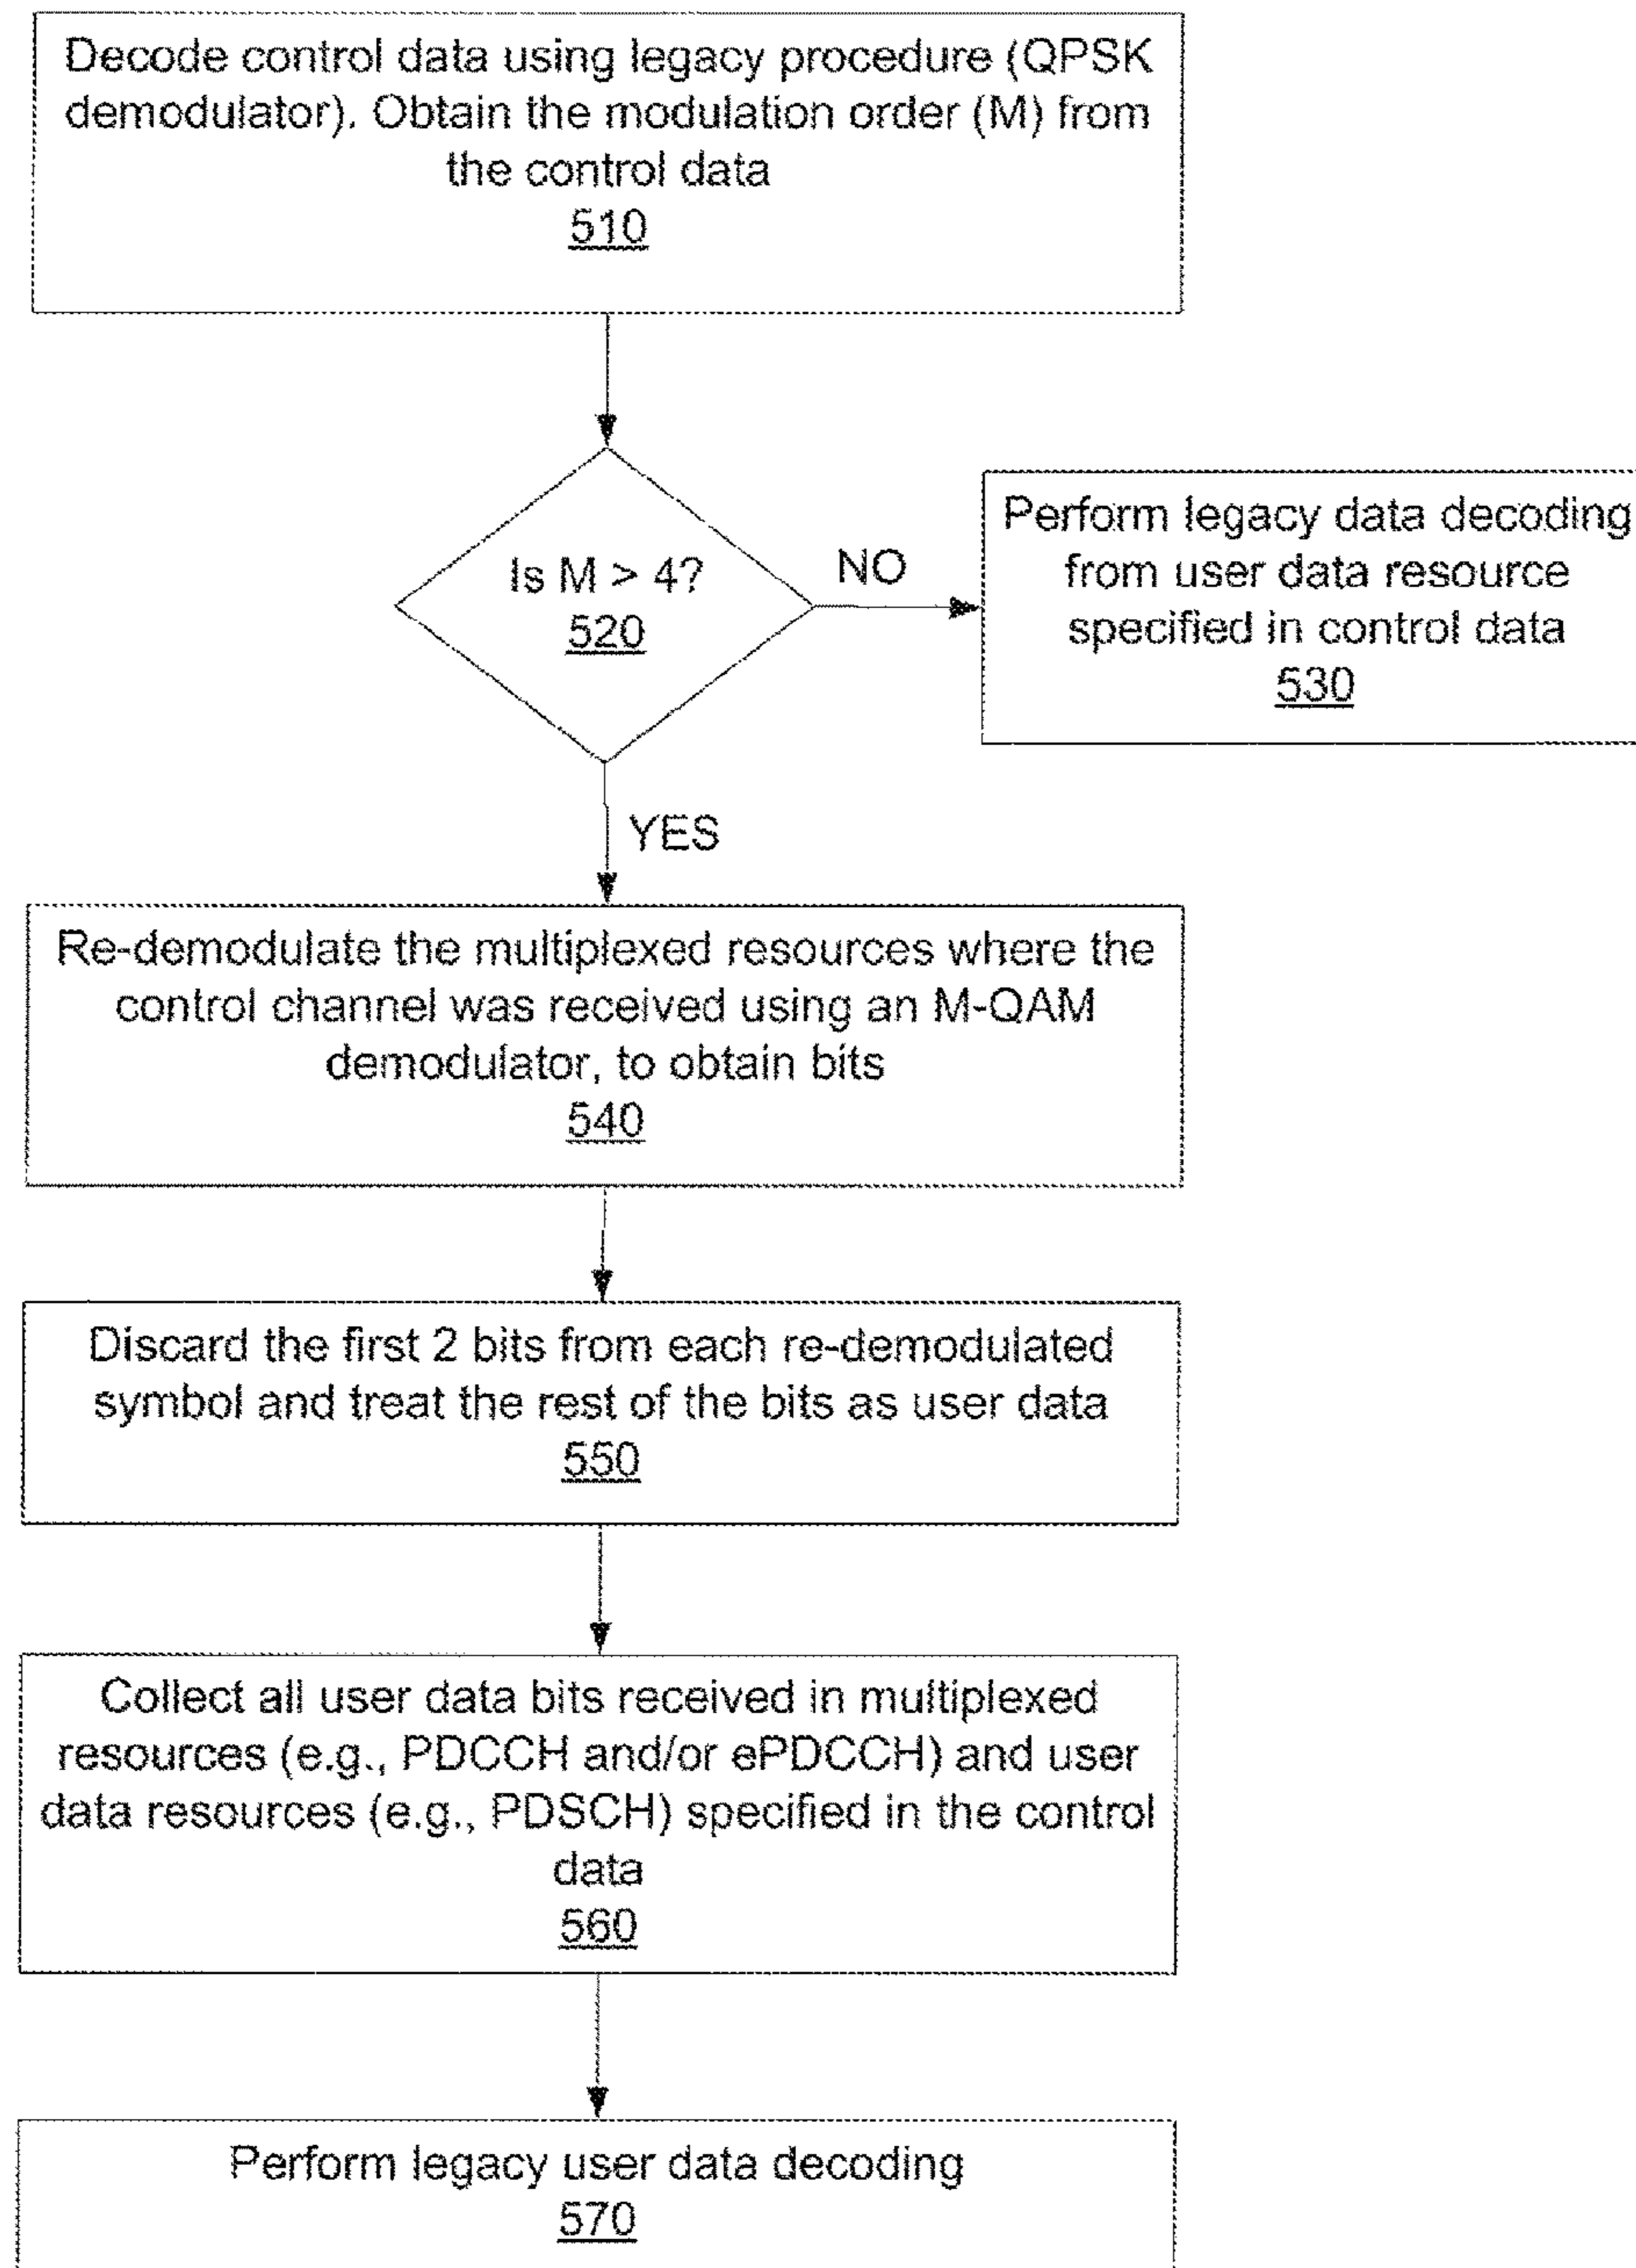 Decode control data using legacy procedure (QPSK
demodulator). Obtain the modulation order (M) from
the control data
510
Is M > 4?
520
NO
Perform legacy data decoding
from user data resource
specified in control data
530
YES
Re-demodulate the multiplexed resources where the
control channel was received using an M-QAM
demodulator, to obtain bits
540
Discard the first 2 bits from each re-demodulated
symbol and treat the rest of the bits as user data
550
Collect all user data bits received in multiplexed
resources (e.g., PDCCH and/or ePDCCH) and user
data resources (e.g., PDSCH) specified in the control
data
560
Perform legacy user data decoding
570